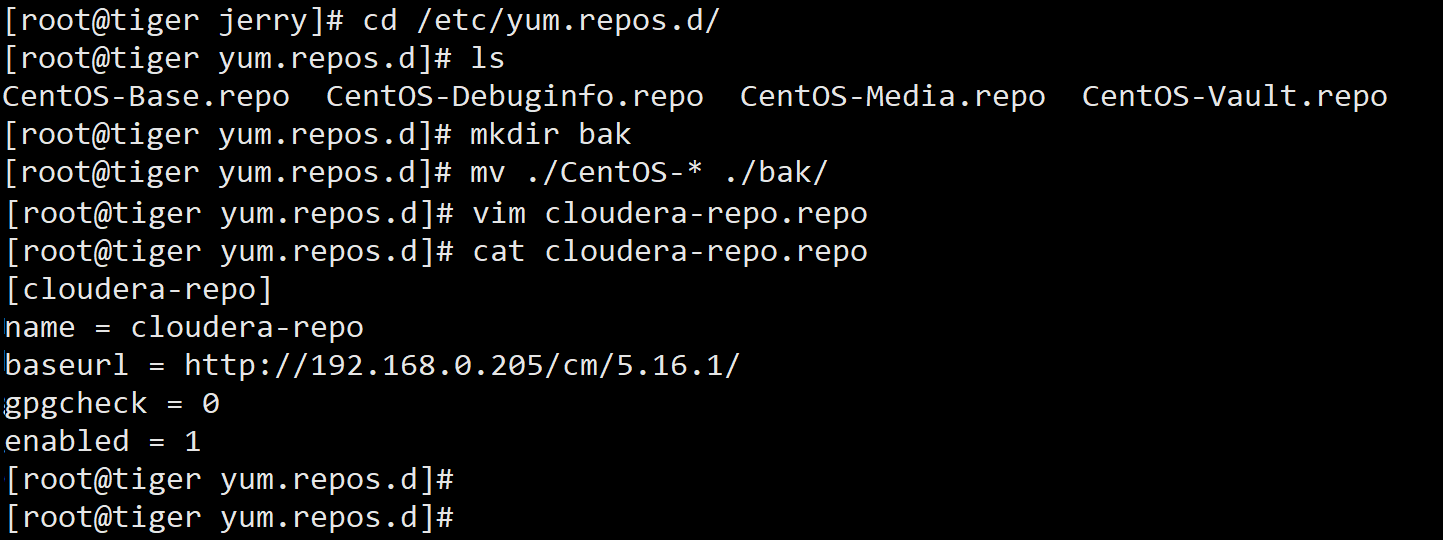 [root@tiger jerry]# cd /etc/yum.repos.d/
[root@tiger yum.repos.d]# ls
CentOS-Base.repo  CentOS-Debuginfo.repo  CentOS-Media.repo  CentOS-Vault.repo
[root@tiger yum.repos.d]# mkdir bak
[root@tiger yum.repos.d]# mv ./CentOS-* ./bak/
[root@tiger yum.repos.d]# vim cloudera-repo.repo
[root@tiger yum.repos.d]# cat cloudera-repo.repo
[cloudera-repo]
name = cloudera-repo
baseurl = http://192.168.0.205/cm/5.16.1/
gpgcheck = 0
enabled = 1
[root@tiger yum.repos.d]#
[root@tiger yum.repos.d]#